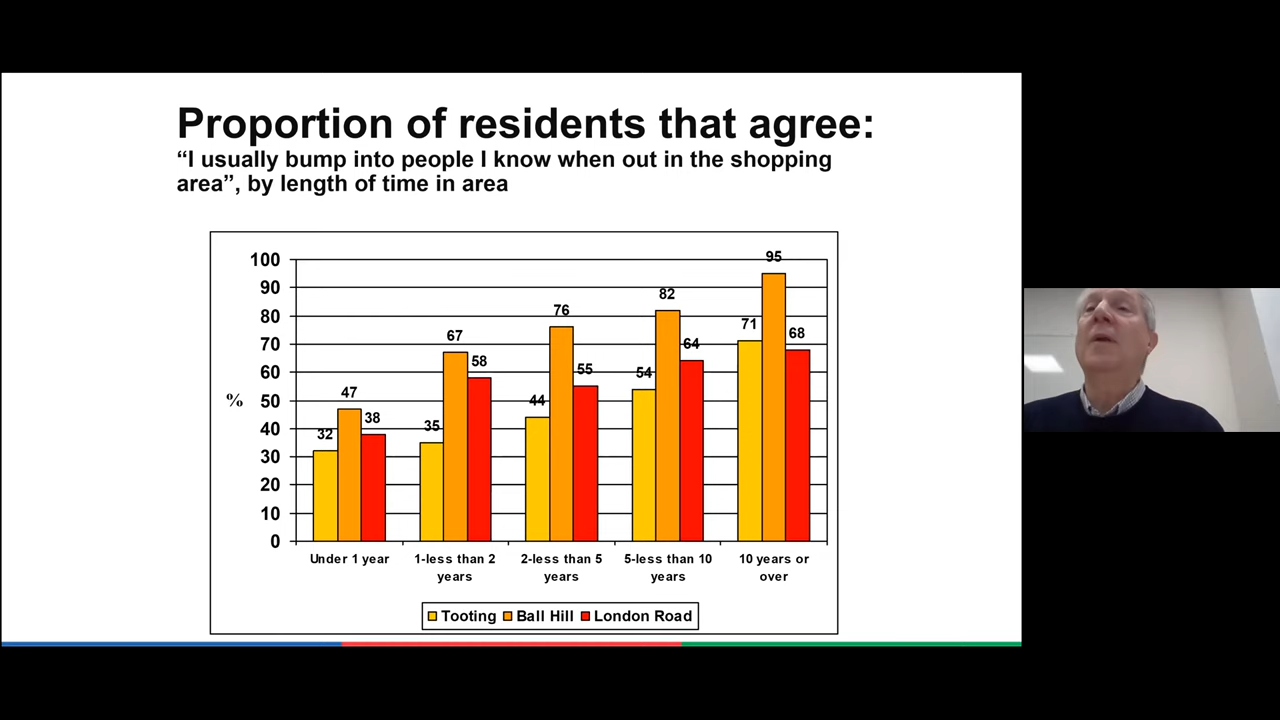 Proportion of residents that agree:
“I usually bump into people I know when out in the shopping
area”, by length of time in area
100
90
80
70
60
50
40
30
20
10
0
%
32
47
38
35
67
58
44
76
55
54
82
64
71
95
68
Under 1 year
1-less than 2
years
2-less than 5
years
5-less than 10
years
10 years or
over
Tooting
Ball Hill
London Road